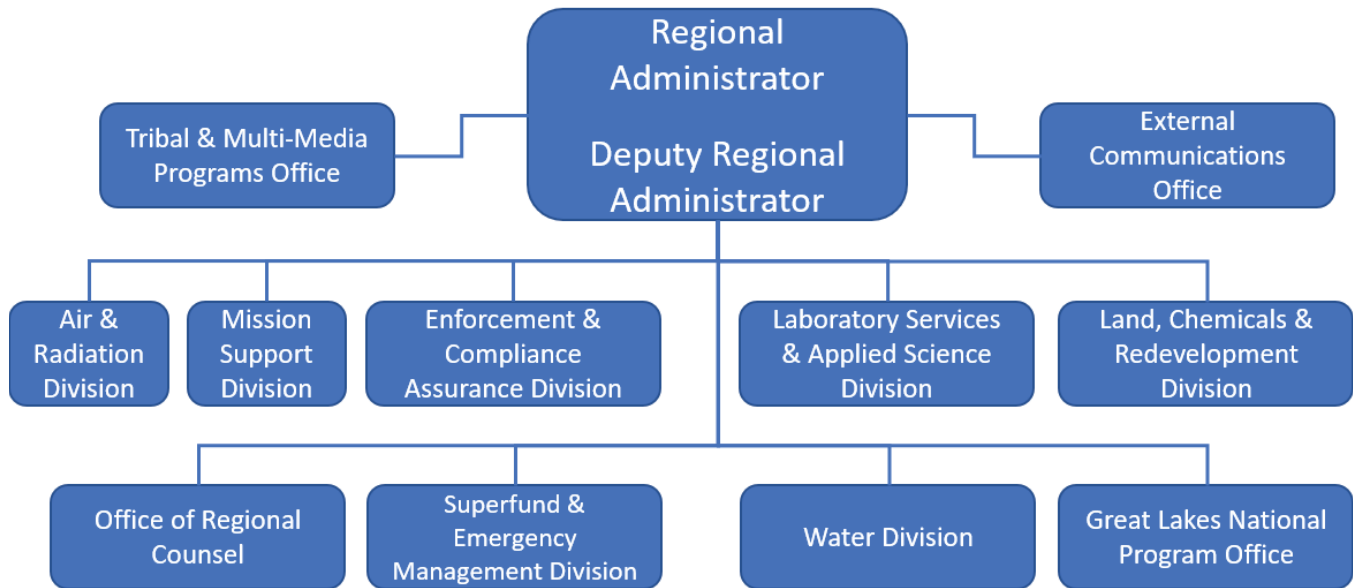 Regional
Administrator
Deputy Regional
Administrator
Tribal & Multi-Media
Programs Office
External
Communications
Office
Air &
Radiation
Division
Mission
Support
Division
Enforcement &
Compliance
Assurance Division
Laboratory Services
& Applied Science
Division
Land, Chemicals &
Redevelopment
Division
Office of Regional
Counsel
Superfund &
Emergency
Management Division
Water Division
Great Lakes National
Program Office